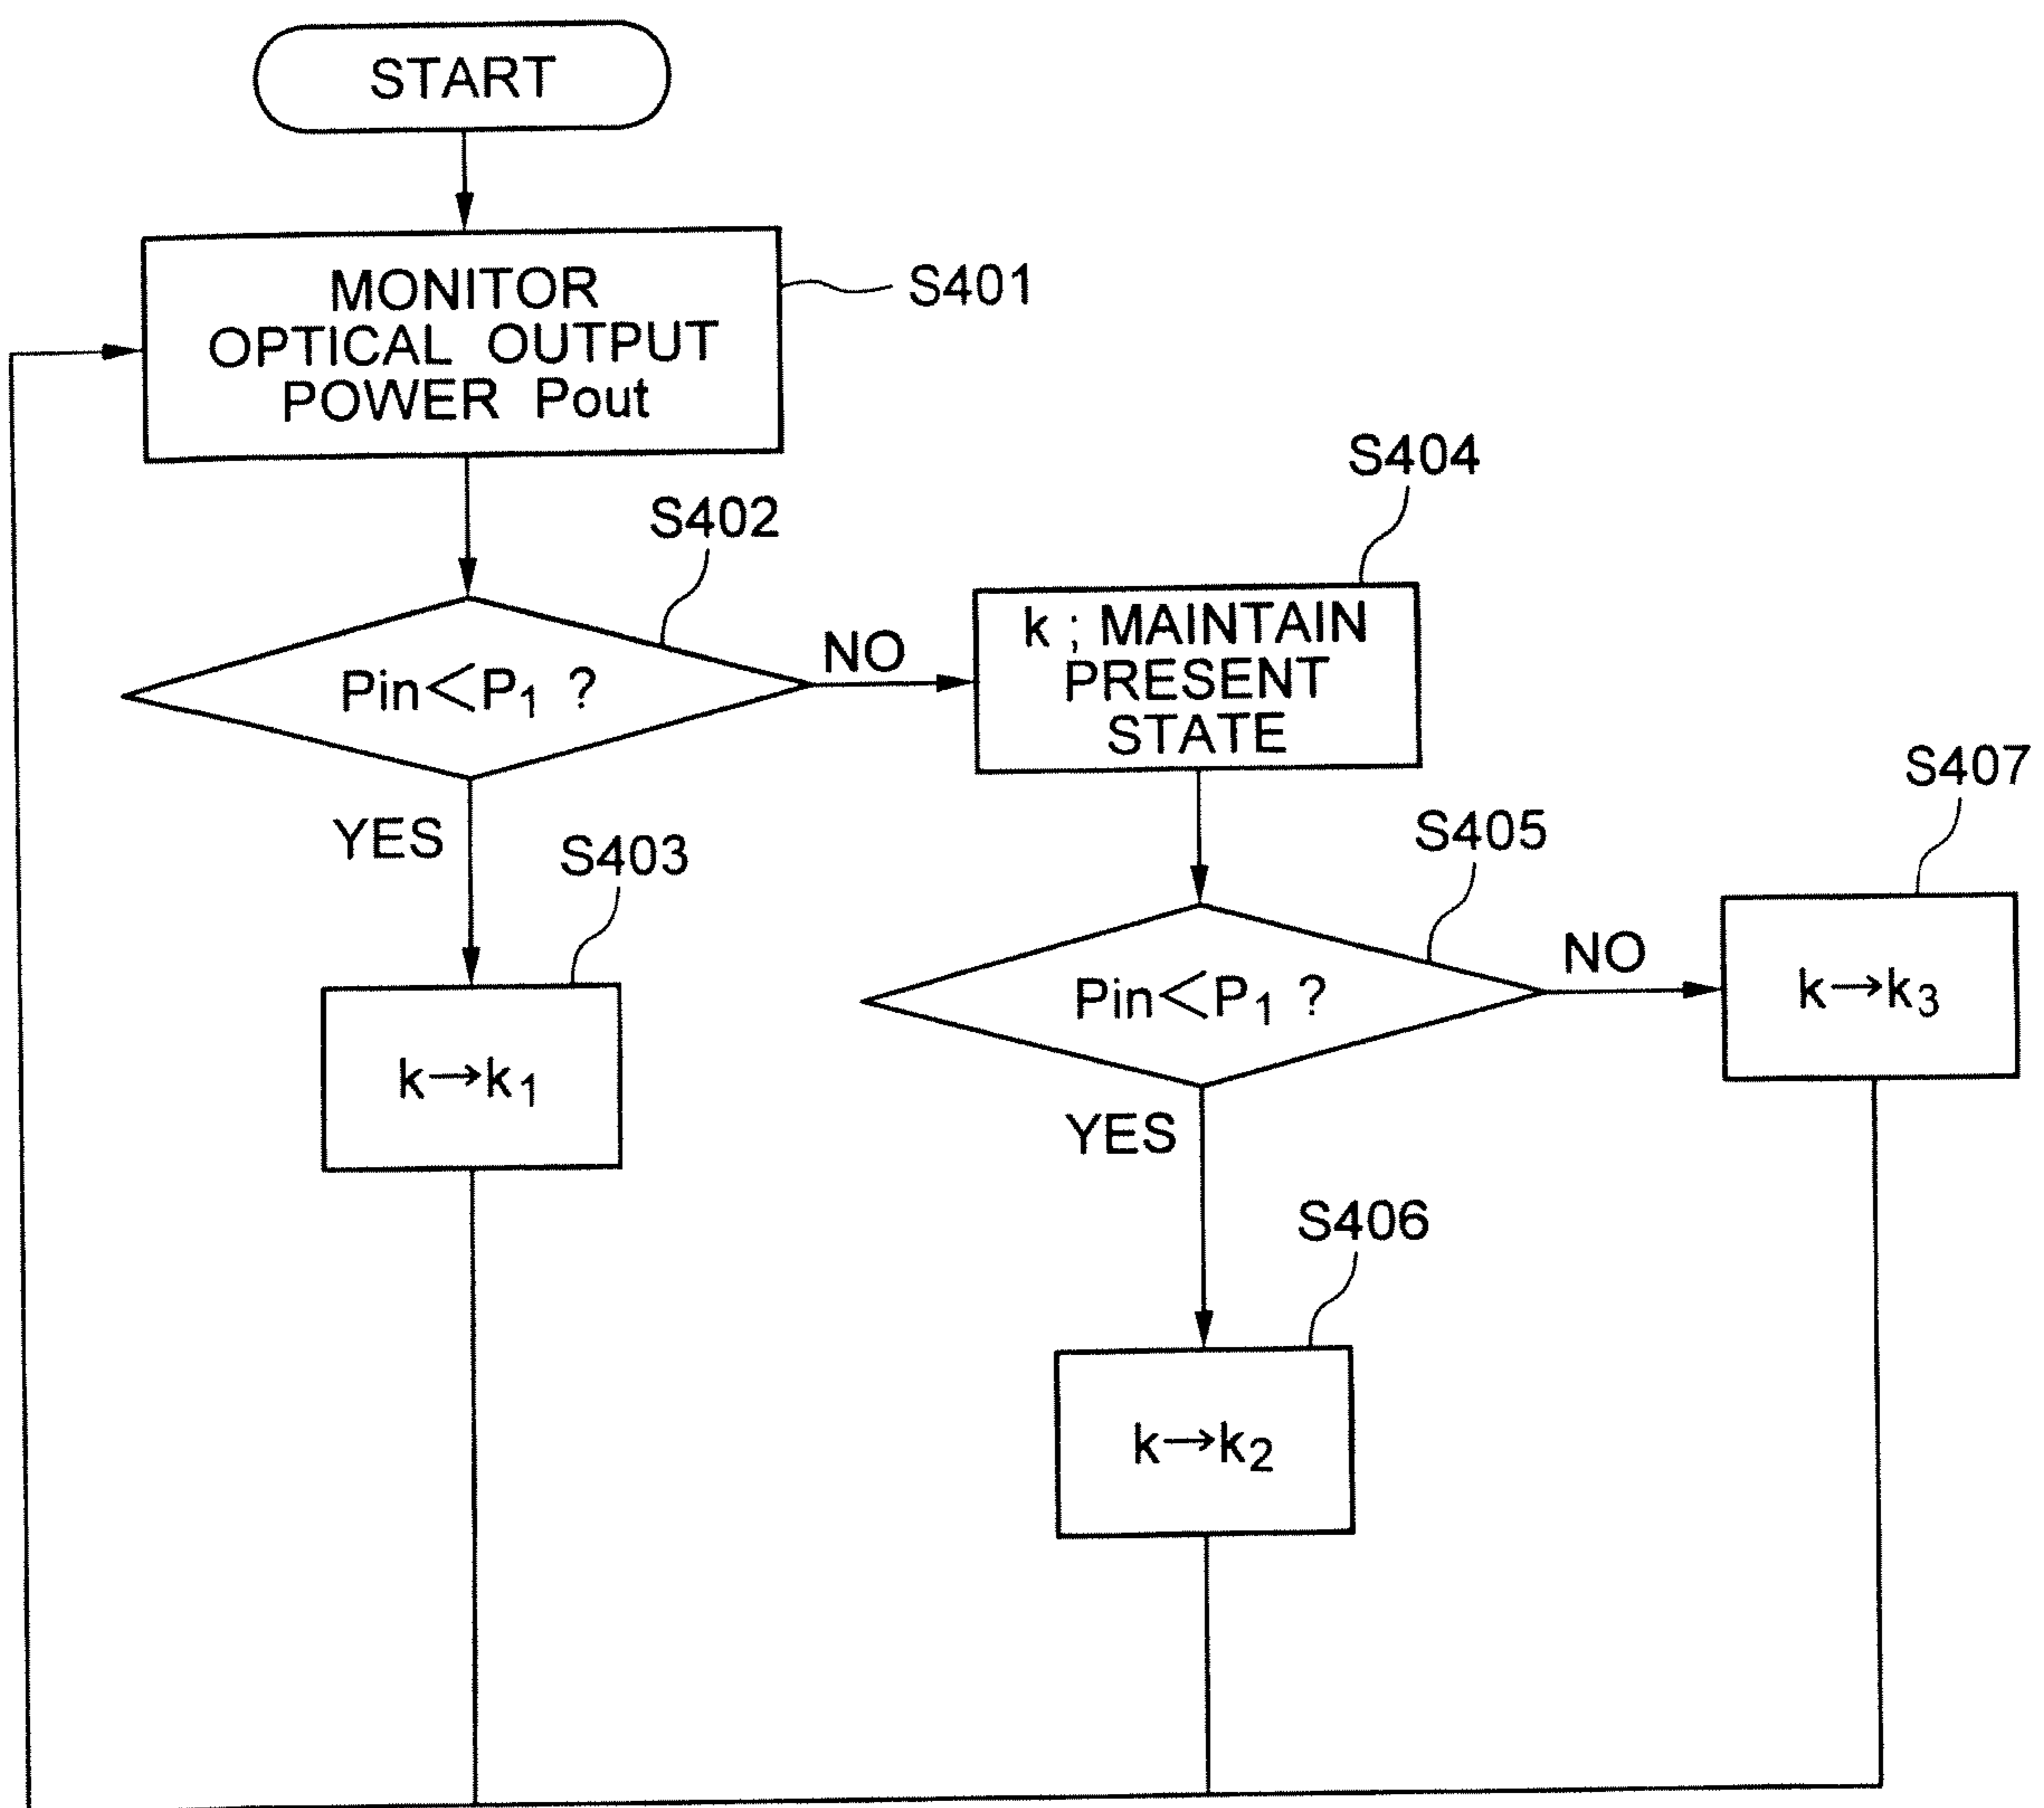 START
MONITOR
OPTICAL OUTPUT
POWER Pout
S401
S402
Pin<P₁ ?
NO
YES
S404
k ; MAINTAIN
PRESENT
STATE
S403
k→k₁
S405
Pin<P₁ ?
NO
YES
S407
k→k₃
S406
k→k₂